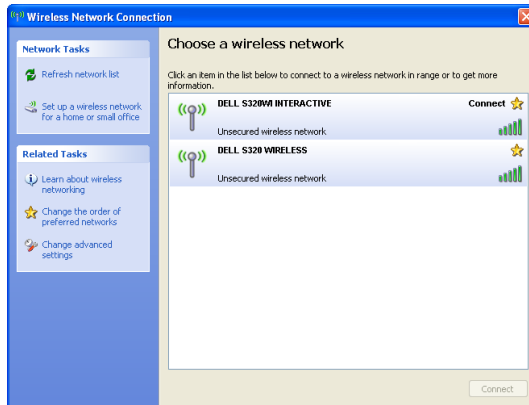 Wireless Network Connection
Network Tasks
Refresh network list
Set up a wireless network
for a home or small office
Related Tasks
Learn about wireless
networking
Change the order of
preferred networks
Change advanced
settings
Choose a wireless network
Click an item in the list below to connect to a wireless network in range or to get more
information.
DELL S320WI INTERACTIVE
Connect
Unsecured wireless network
DELL S320 WIRELESS
Unsecured wireless network
Connect